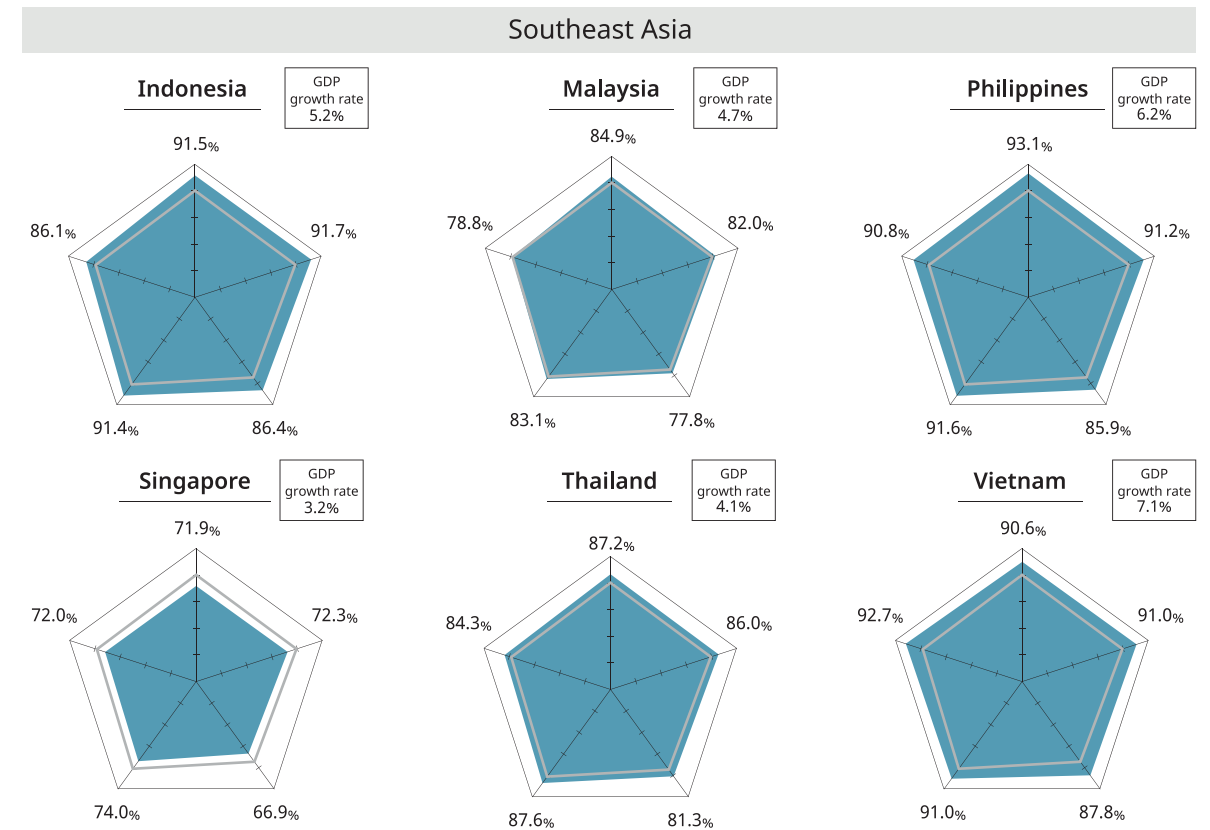 Southeast Asia
Indonesia
GDP
growth rate
5.2%
91.5%
86.1%
91.7%
91.4%
86.4%
Malaysia
GDP
growth rate
4.7%
84.9%
78.8%
82.0%
83.1%
77.8%
Philippines
GDP
growth rate
6.2%
93.1%
90.8%
91.2%
91.6%
85.9%
Singapore
GDP
growth rate
3.2%
71.9%
72.0%
72.3%
74.0%
66.9%
Thailand
GDP
growth rate
4.1%
87.2%
84.3%
86.0%
87.6%
81.3%
Vietnam
GDP
growth rate
7.1%
90.6%
92.7%
91.0%
91.0%
87.8%